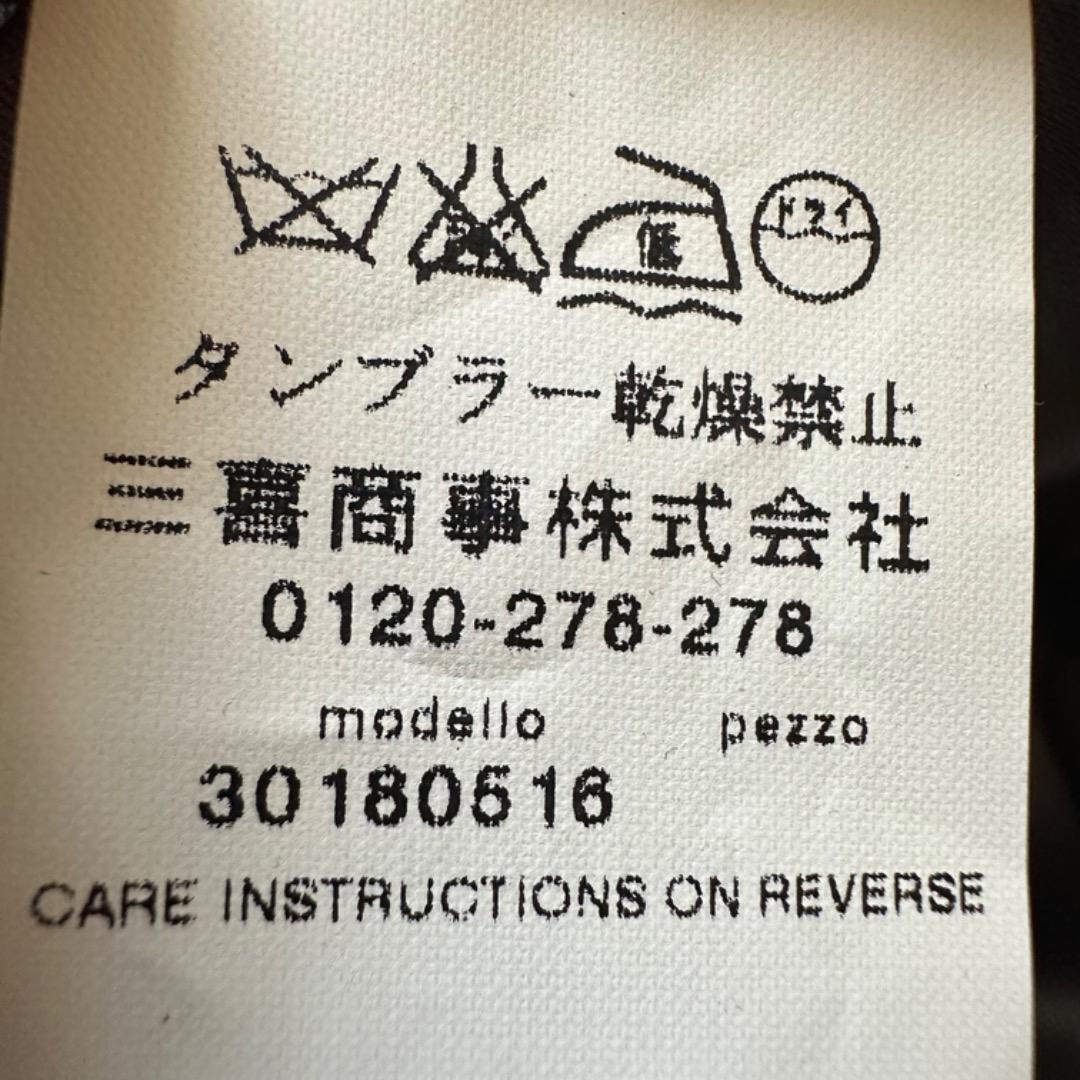 低 ドライ
タンブラー乾燥禁止
三喜商事株式会社
0120-278-278
modello pezzo
30180516
CARE INSTRUCTIONS ON REVERSE